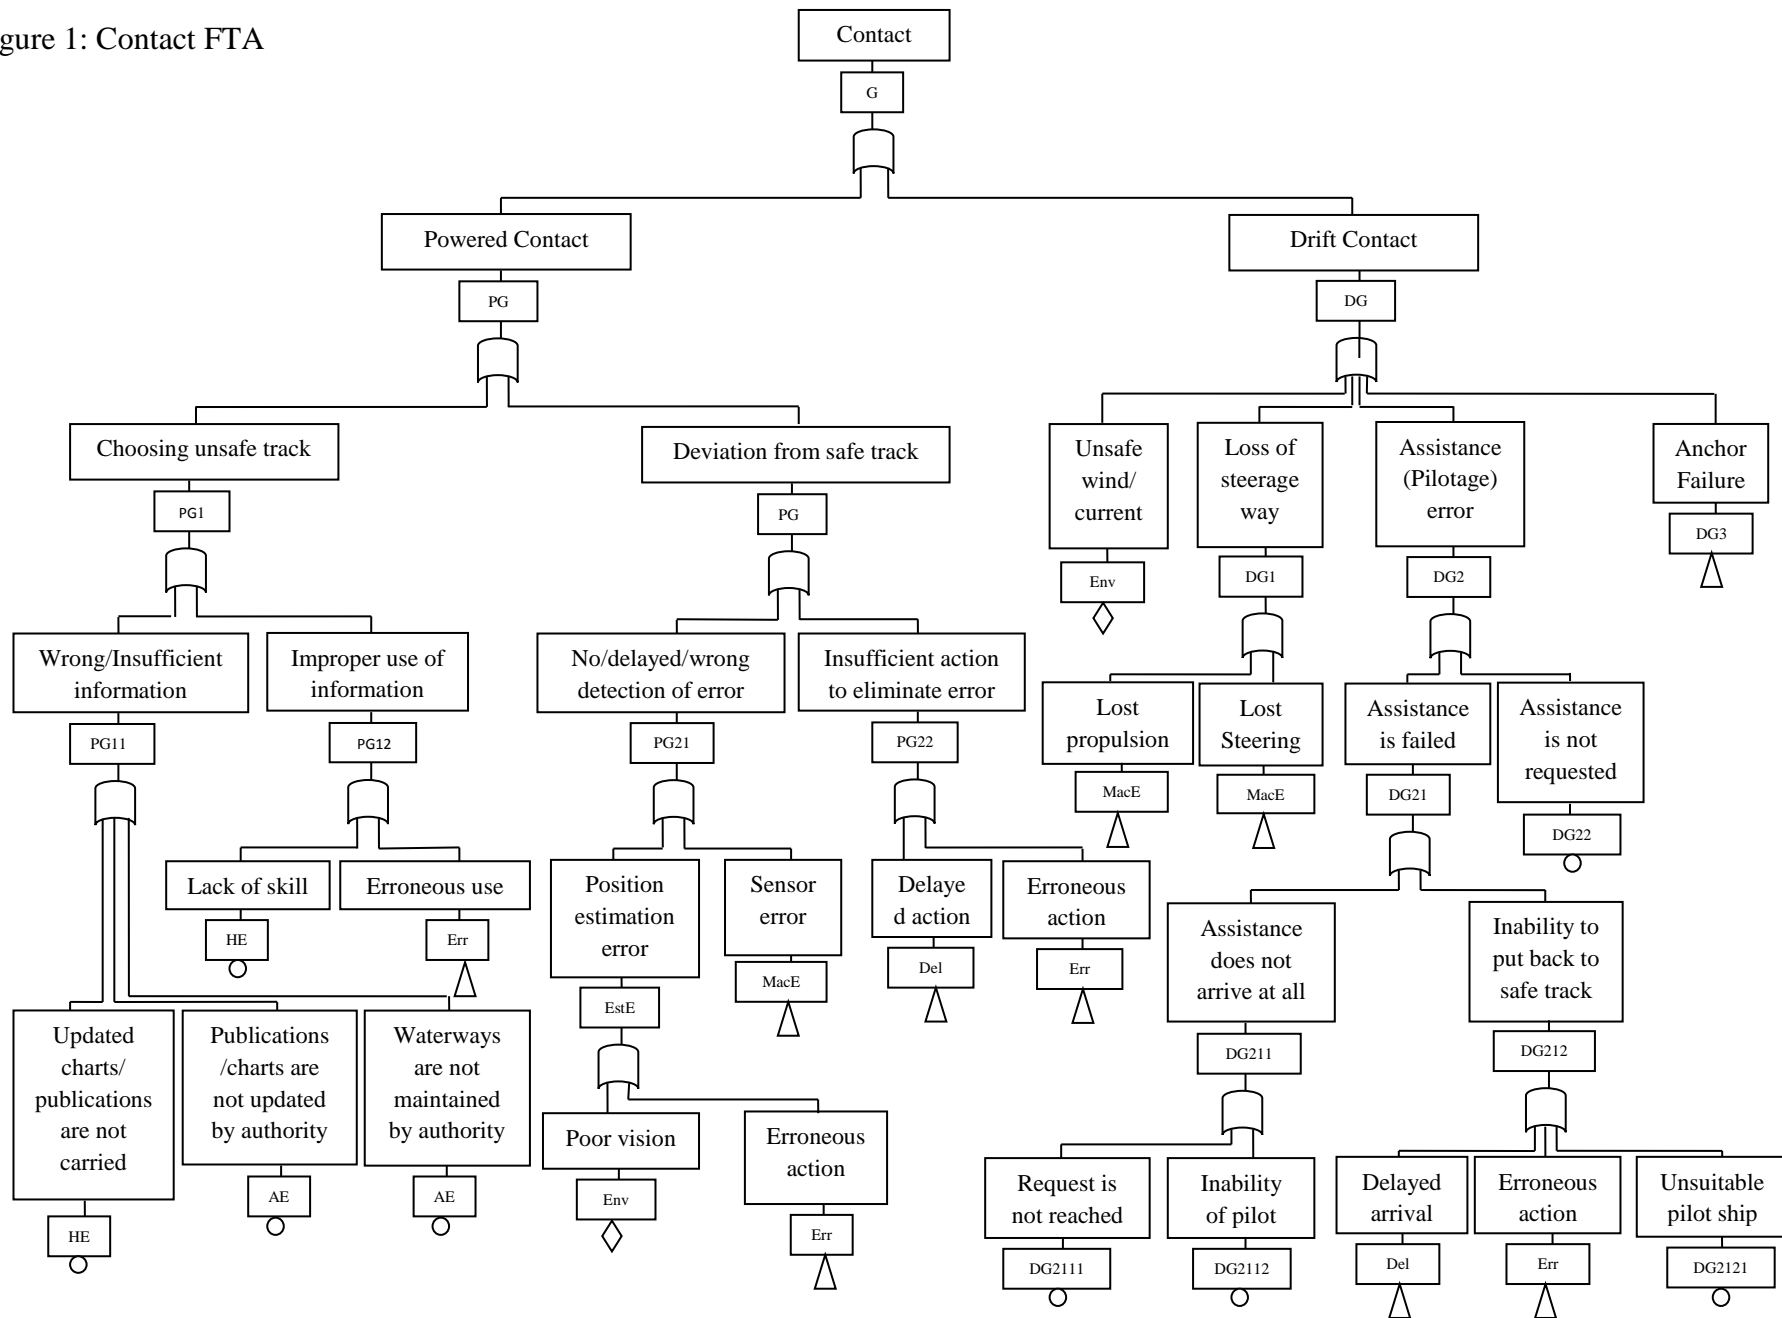 gure 1: Contact FTA
Contact
G
Powered Contact
Drift Contact
PG
DG
Choosing unsafe track
Deviation from safe track
Unsafe
wind/
current
Loss of
steerage
way
Assistance
(Pilotage)
error
Anchor
Failure
PG1
PG
Env
DG1
DG2
DG3
Wrong/Insufficient
information
Improper use of
information
No/delayed/wrong
detection of error
Insufficient action
to eliminate error
Lost
propulsion
Lost
Steering
Assistance
is failed
Assistance
is not
requested
PG11
PG12
PG21
PG22
MacE
MacE
DG21
DG22
Lack of skill
Erroneous use
Position
estimation
error
Sensor
error
Delaye
d action
Erroneous
action
Assistance
does not
arrive at all
Inability to
put back to
safe track
HE
Err
EstE
MacE
Del
Err
DG211
DG212
Updated
charts/
publications
are not
carried
Publications
/charts are
not updated
by authority
Waterways
are not
maintained
by authority
Poor vision
Erroneous
action
Request is
not reached
Inability
of pilot
Delayed
arrival
Erroneous
action
Unsuitable
pilot ship
HE
AE
AE
Env
Err
DG2111
DG2112
Del
Err
DG2121